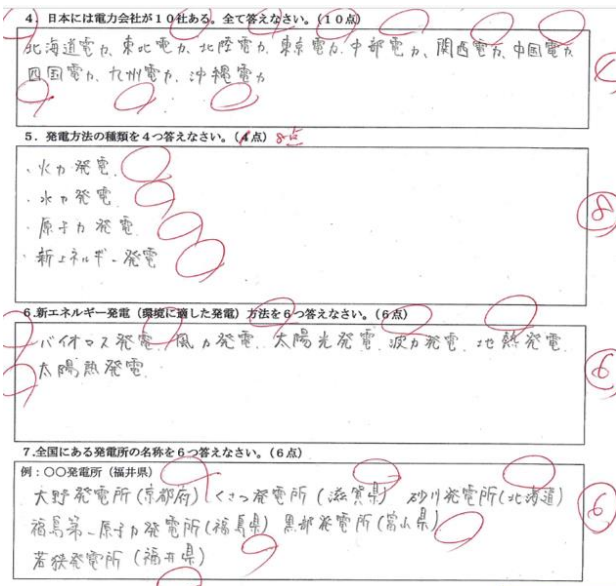 4．日本には電力会社が１０社ある。全て答えなさい。（１０点）
北海道電力、東北電力、北陸電力、東京電力、中部電力、関西電力、中国電力
四国電力、九州電力、沖縄電力
5．発電方法の種類を４つ答えなさい。（4点）8点
・火力発電
・水力発電
・原子力発電
・新エネルギー発電
8
6.新エネルギー発電（環境に適した発電）方法を６つ答えなさい。（６点）
バイオマス発電、風力発電、太陽光発電、波力発電、地熱発電
太陽熱発電
6
7.全国にある発電所の名称を６つ答えなさい。（６点）
例：〇〇発電所（福井県）
大野発電所（京都府） くさつ発電所（滋賀県） 砂川発電所（北海道）
福島第一原子力発電所（福島県） 黒部発電所（富山県）
若狭発電所（福井県）
6